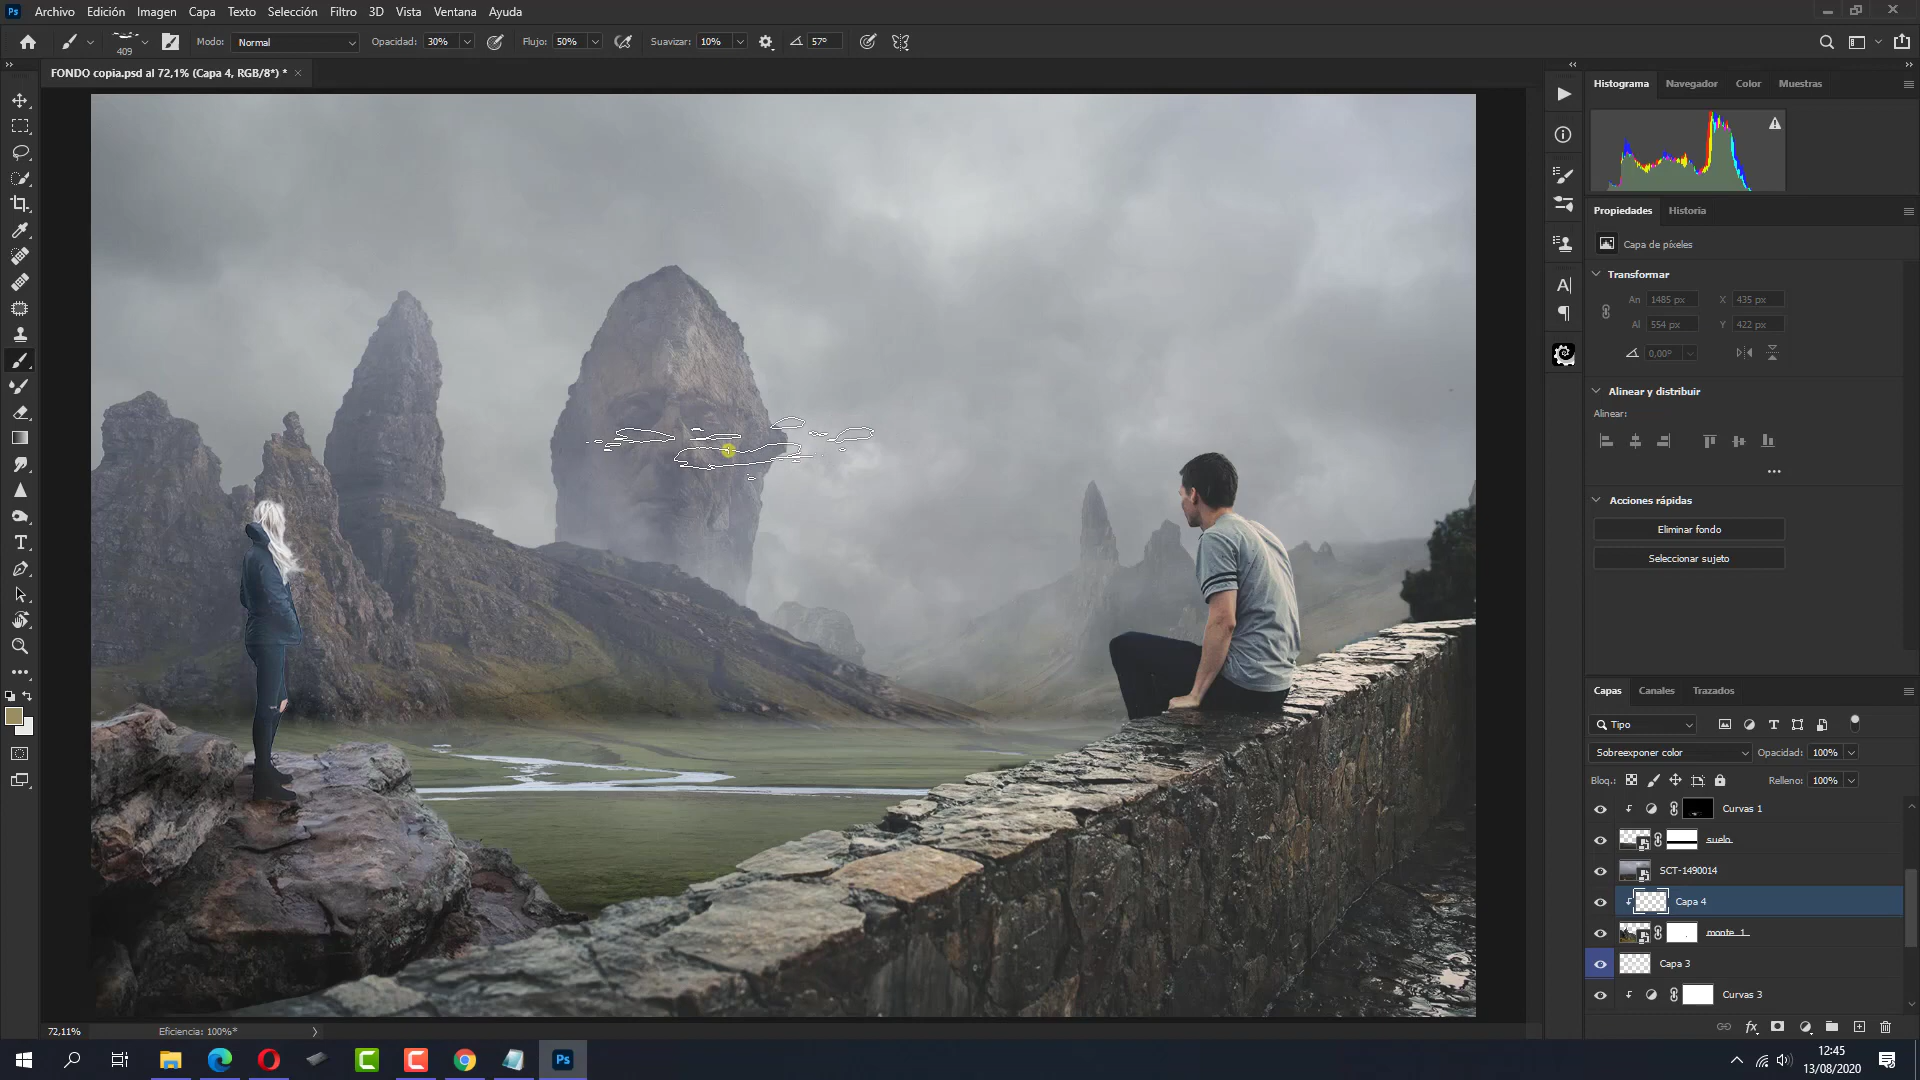 Ps Archivo Edición Imagen Capa Texto Selección Filtro 3D Vista Ventana Ayuda
409 Modo: Normal Opacidad: 30% Flujo: 50% Suavizar: 10% 57°
FONDO copia.psd al 72,1% (Capa 4, RGB/8*) * ×
Histograma Navegador Color Muestras
Propiedades Historia
Capa de píxeles
Transformar
An 1485 px X 435 px
Al 554 px Y 422 px
0,00°
Alinear y distribuir
Alinear:
Acciones rápidas
Eliminar fondo
Seleccionar sujeto
Capas Canales Trazados
Tipo
Sobreexponer color Opacidad: 100%
Bloq.: Relleno: 100%
Curvas 1
suelo
SCT-1490014
Capa 4
monte_1
Capa 3
Curvas 3
72,11% Eficiencia: 100%*
Ps
12:45
13/08/2020